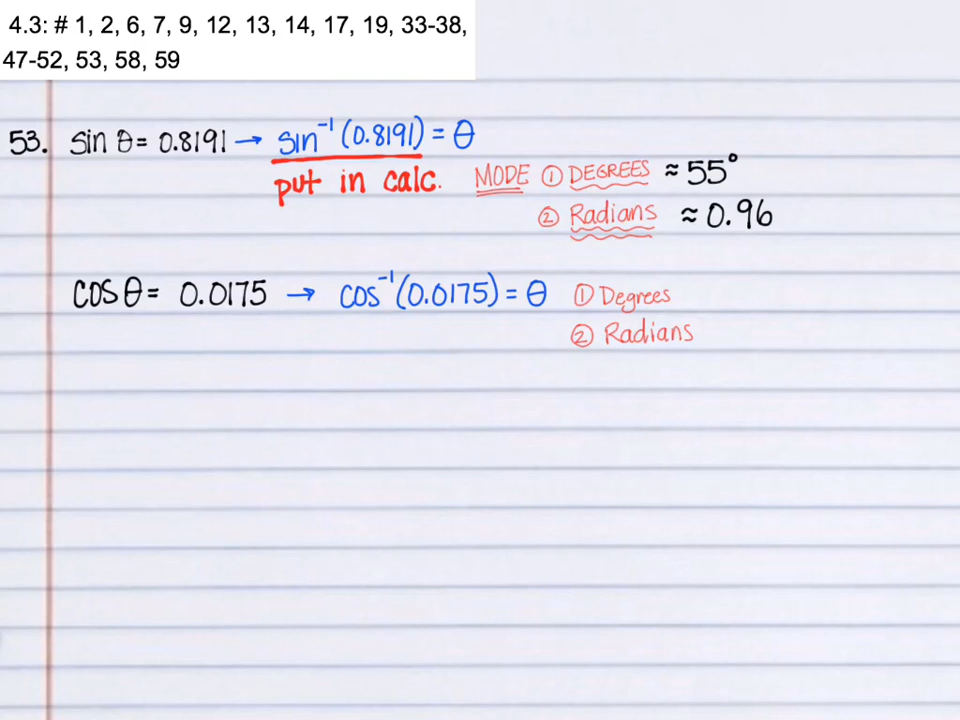 4.3: # 1, 2, 6, 7, 9, 12, 13, 14, 17, 19, 33-38,
47-52, 53, 58, 59
53. sin θ = 0.8191 → sin⁻¹ (0.8191) = θ
put in calc. MODE ① DEGREES ≈ 55°
② Radians ≈ 0.96
cos θ = 0.0175 → cos⁻¹ (0.0175) = θ ① Degrees
② Radians